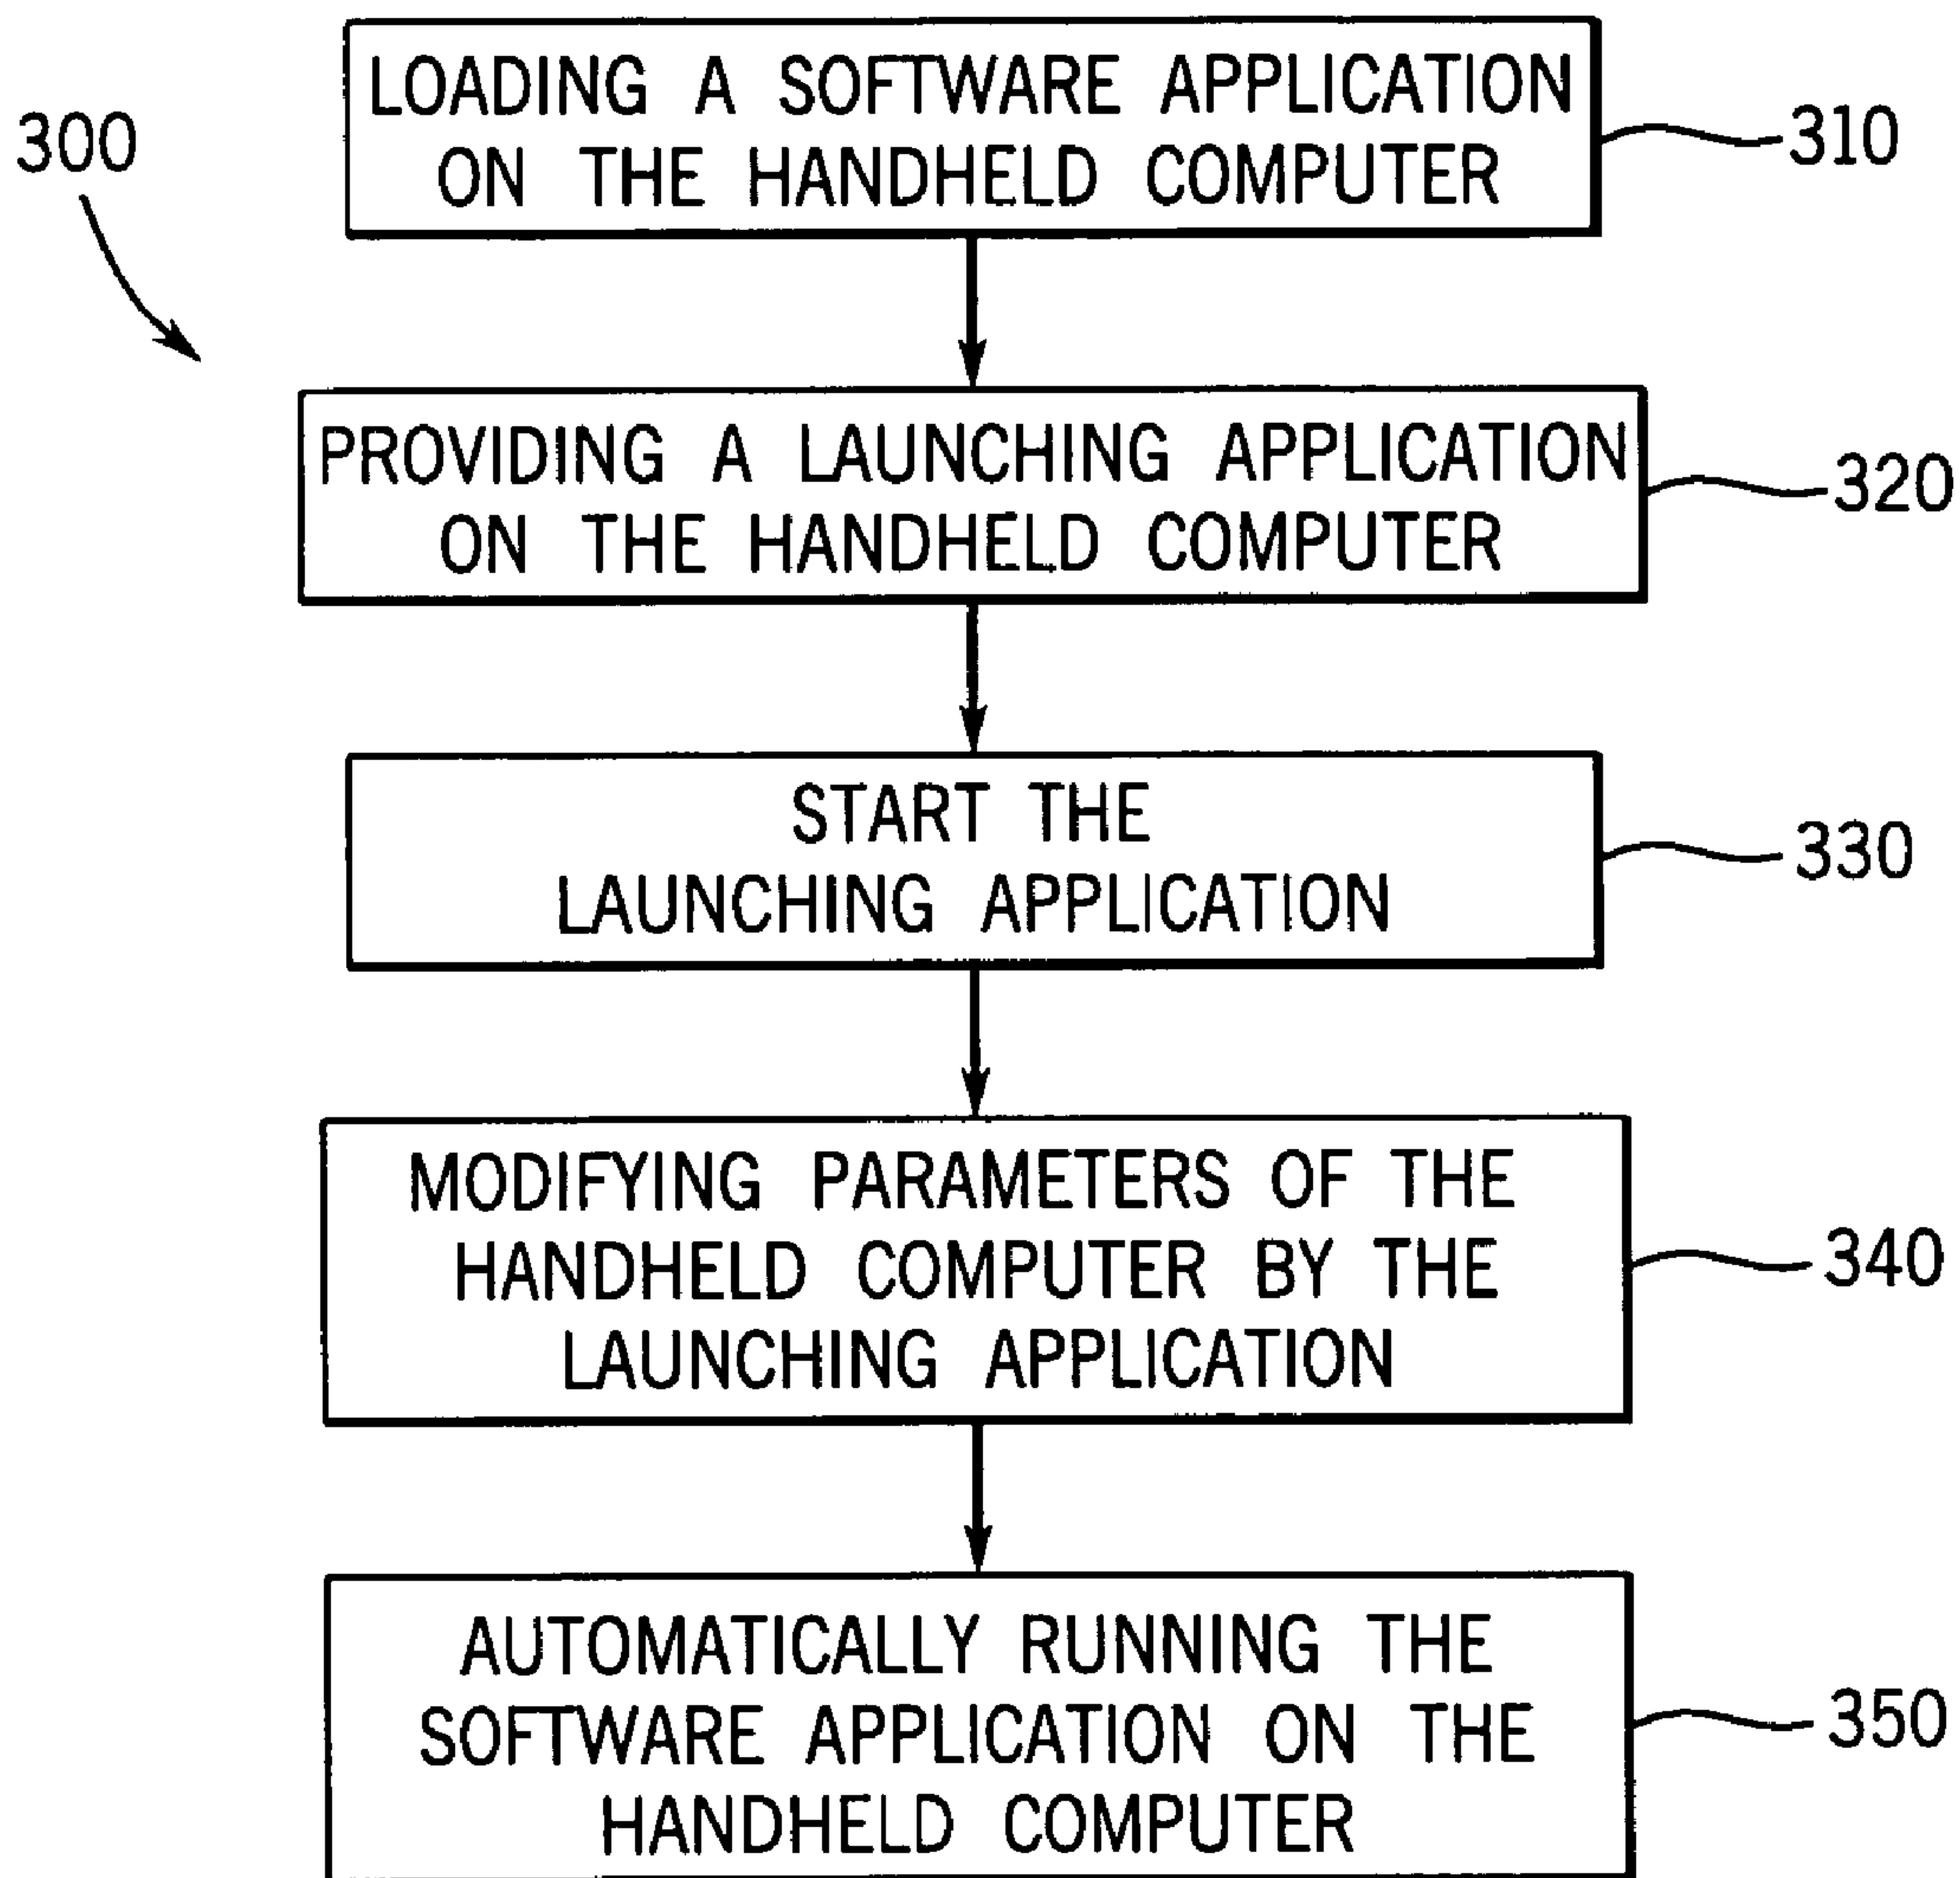 300
LOADING A SOFTWARE APPLICATION
ON THE HANDHELD COMPUTER
310
PROVIDING A LAUNCHING APPLICATION
ON THE HANDHELD COMPUTER
320
START THE
LAUNCHING APPLICATION
330
MODIFYING PARAMETERS OF THE
HANDHELD COMPUTER BY THE
LAUNCHING APPLICATION
340
AUTOMATICALLY RUNNING THE
SOFTWARE APPLICATION ON THE
HANDHELD COMPUTER
350